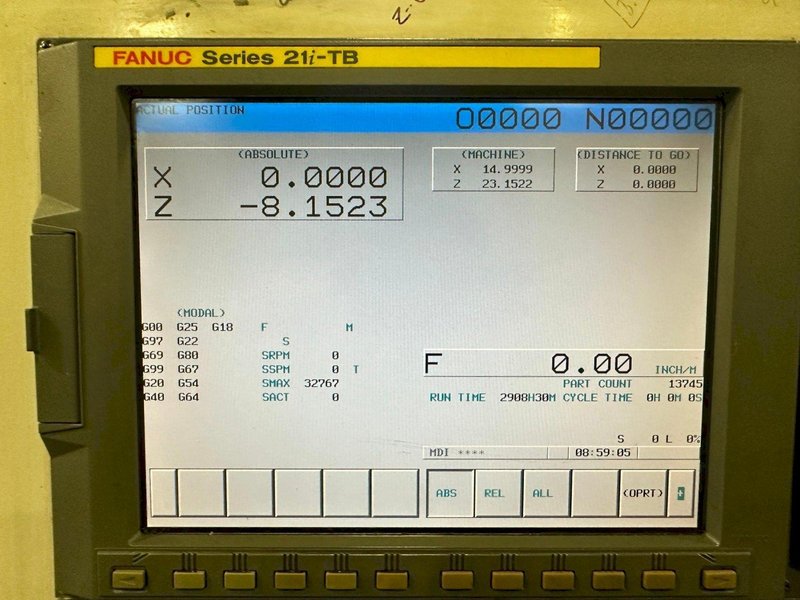 FANUC Series 21i-TB
ACTUAL POSITION O0000 N00000
(ABSOLUTE)
X 0.0000
Z -8.1523
(MACHINE)
X 14.9999
Z 23.1522
(DISTANCE TO GO)
X 0.0000
Z 0.0000
(MODAL)
G00 G25 G18 F M
G97 G22 S
G69 G80 SRPM 0
G99 G67 SSPM 0 T
G20 G54 SMAX 32767
G40 G64 SACT 0
F 0.00 INCH/M
PART COUNT 13745
RUN TIME 2908H30M CYCLE TIME 0H 0M 0S
S 0 L 0%
MDI **** 08:59:05
ABS REL ALL (OPRT) +